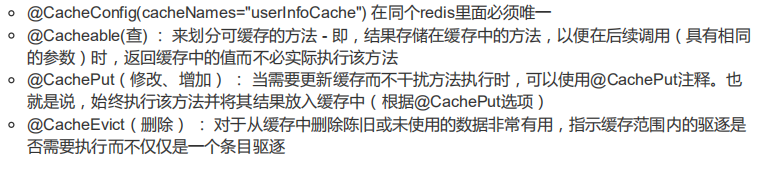 @CacheConfig(cacheNames="userInfoCache") 在同个redis里面必须唯一
@Cacheable(查) ： 来划分可缓存的方法 - 即，结果存储在缓存中的方法，以便在后续调用（具有相同
的参数）时，返回缓存中的值而不必实际执行该方法
@CachePut（修改、增加） ： 当需要更新缓存而不干扰方法执行时，可以使用@CachePut注释。也
就是说，始终执行该方法并将其结果放入缓存中（根据@CachePut选项）
@CacheEvict（删除） ： 对于从缓存中删除陈旧或未使用的数据非常有用，指示缓存范围内的驱逐是
否需要执行而不仅仅是一个条目驱逐